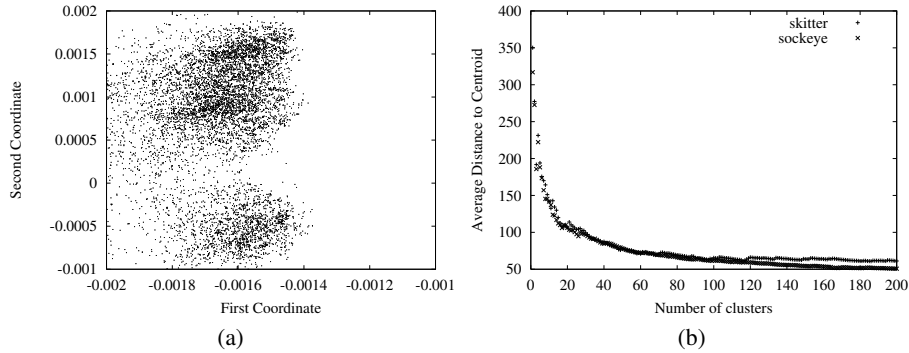 0.002
0.0015
0.001
0.0005
0
-0.0005
-0.001
Second Coordinate
-0.002 -0.0018 -0.0016 -0.0014 -0.0012 -0.001
First Coordinate
(a)
400
350
300
250
200
150
100
50
Average Distance to Centroid
skitter
sockeye
0 20 40 60 80 100 120 140 160 180 200
Number of clusters
(b)